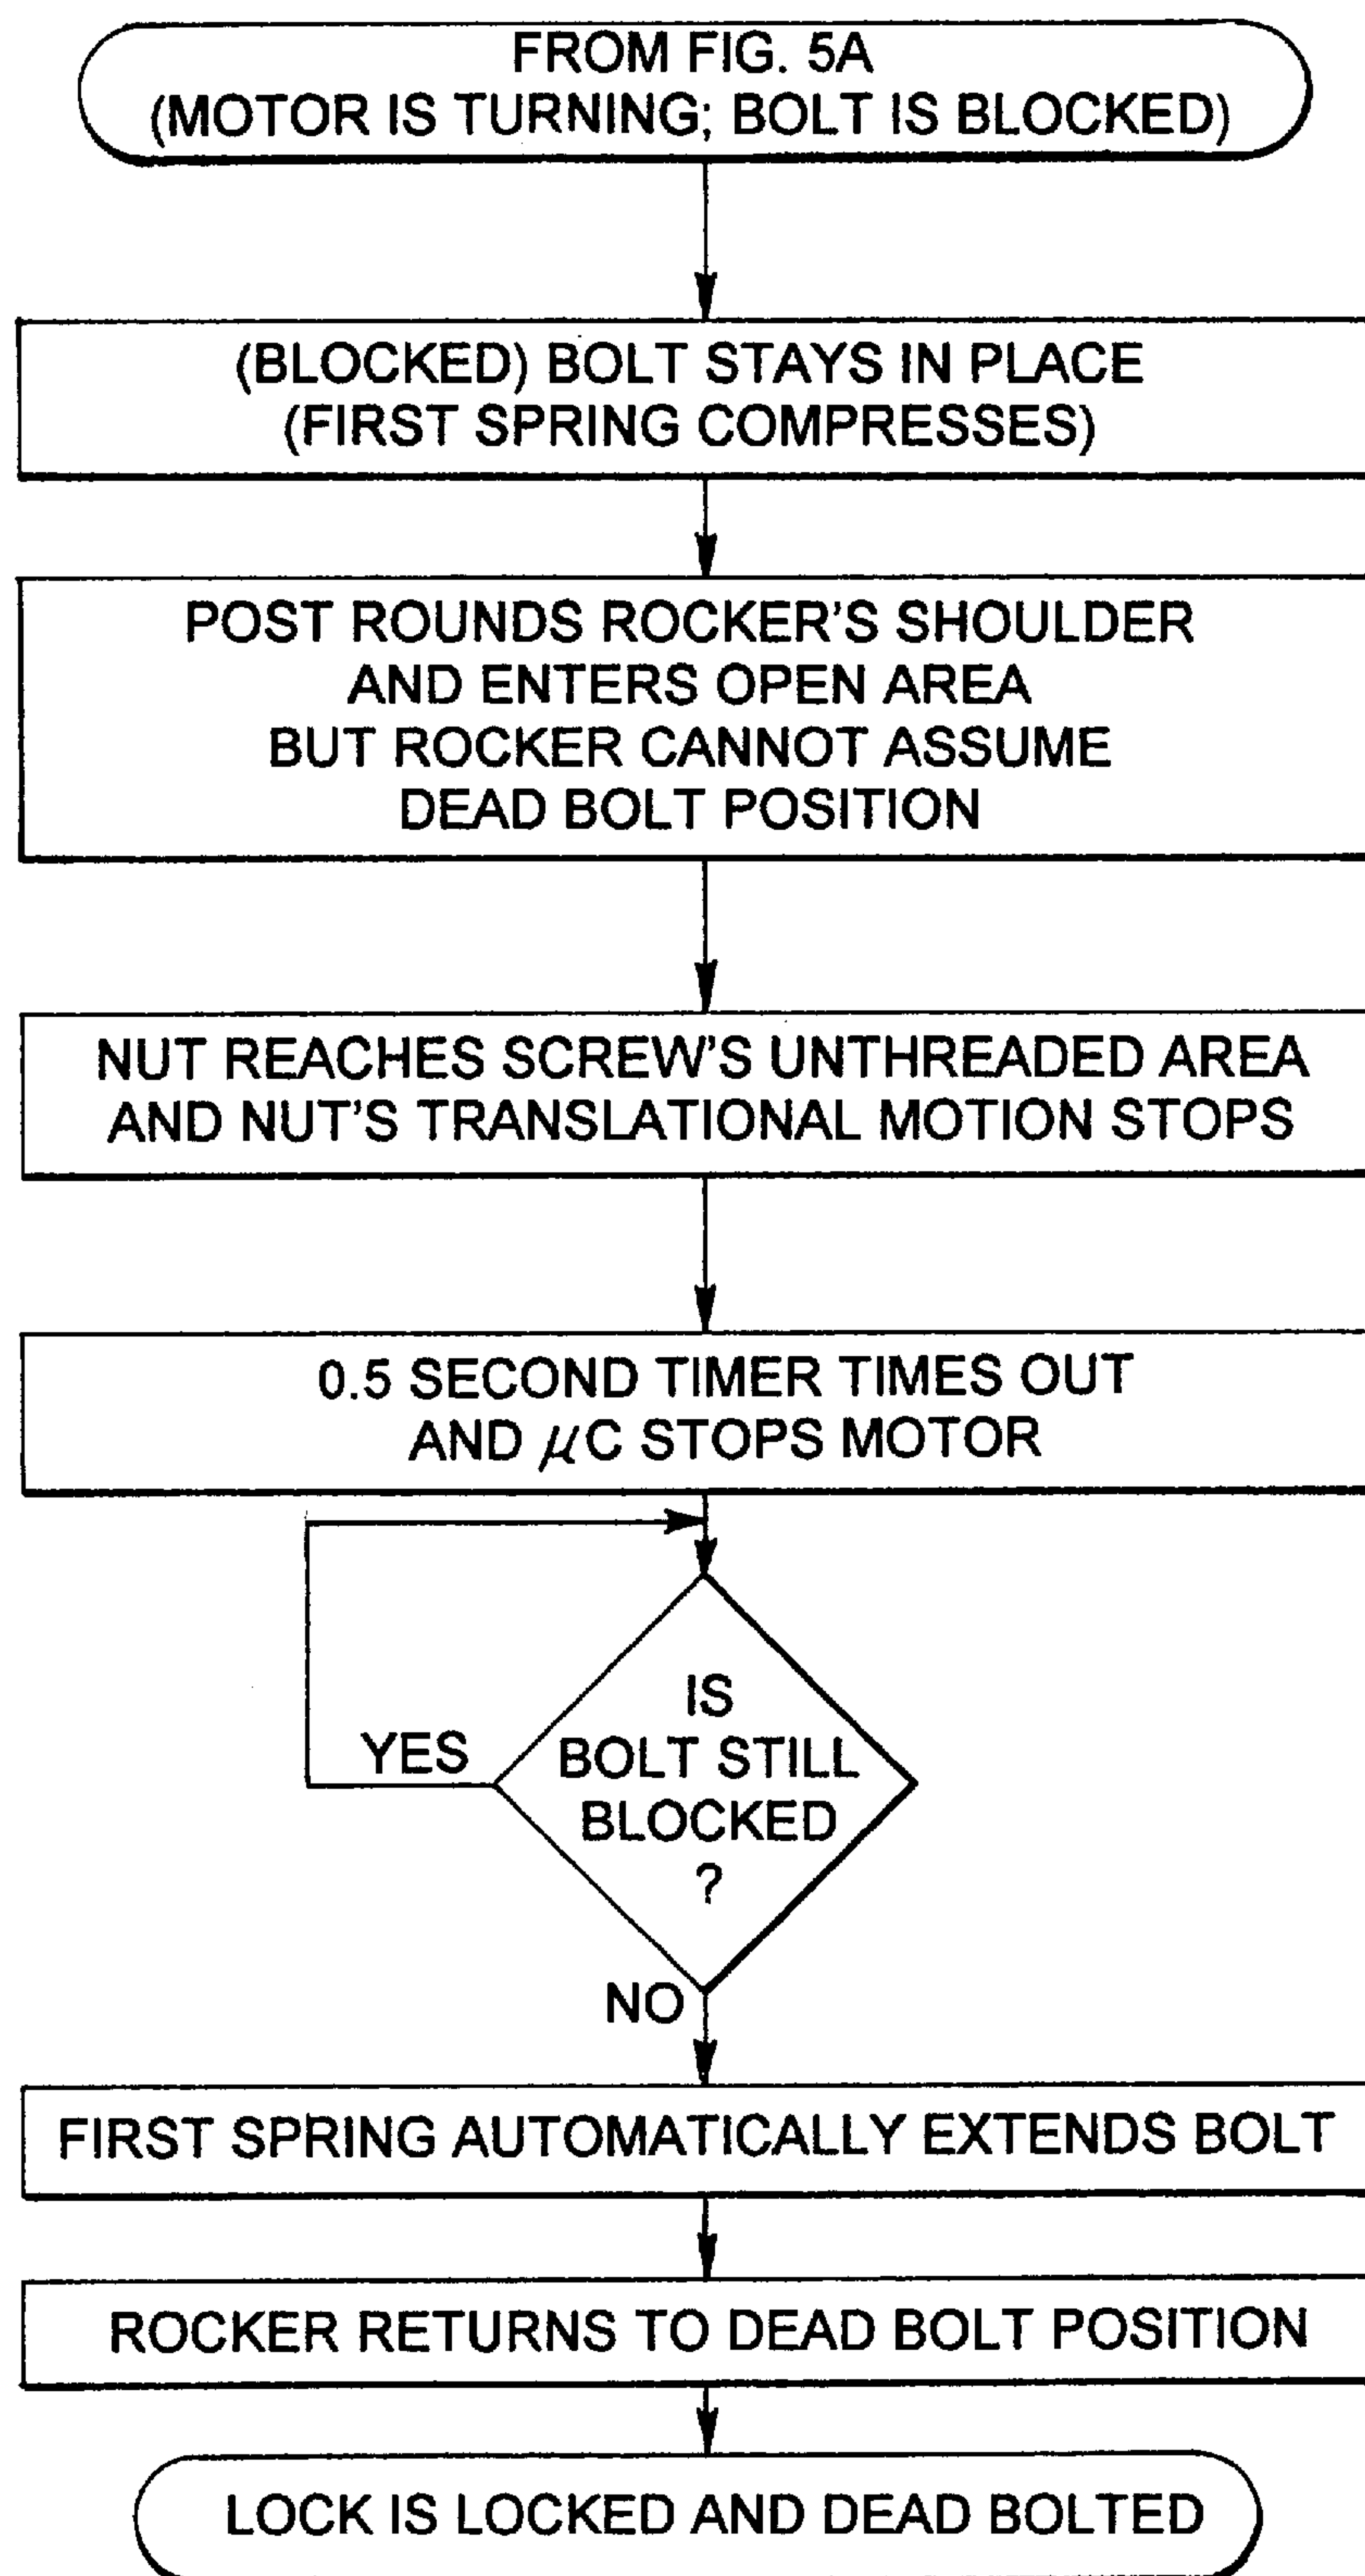 FROM FIG. 5A
(MOTOR IS TURNING; BOLT IS BLOCKED)
(BLOCKED) BOLT STAYS IN PLACE
(FIRST SPRING COMPRESSES)
POST ROUNDS ROCKER'S SHOULDER
AND ENTERS OPEN AREA
BUT ROCKER CANNOT ASSUME
DEAD BOLT POSITION
NUT REACHES SCREW'S UNTHREADED AREA
AND NUT'S TRANSLATIONAL MOTION STOPS
0.5 SECOND TIMER TIMES OUT
AND μC STOPS MOTOR
IS
BOLT STILL
BLOCKED
?
YES
NO
FIRST SPRING AUTOMATICALLY EXTENDS BOLT
ROCKER RETURNS TO DEAD BOLT POSITION
LOCK IS LOCKED AND DEAD BOLTED